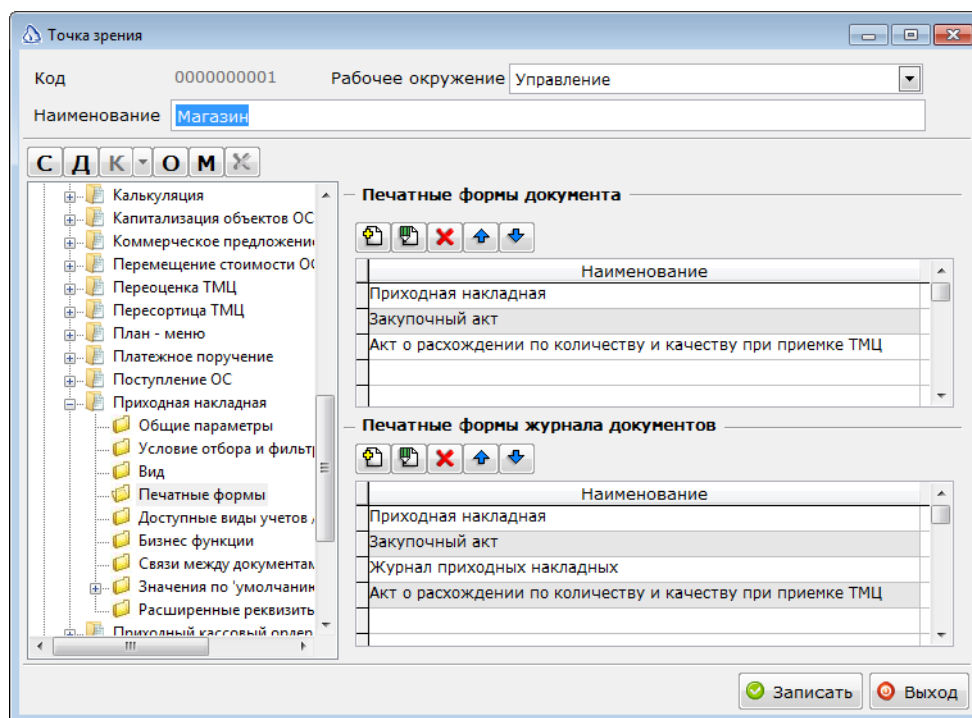 Точка зрения
Код 0000000001 Рабочее окружение Управление
Наименование Магазин
С Д К О М
Калькуляция
Капитализация объектов ОС
Коммерческое предложени
Перемещение стоимости О
Переоценка ТМЦ
Пересортица ТМЦ
План - меню
Платежное поручение
Поступление ОС
Приходная накладная
Общие параметры
Условие отбора и фильт
Вид
Печатные формы
Доступные виды учетов
Бизнес функции
Связи между документам
Значения по 'умолчанин
Расширенные реквизить
Приходный кассовый ордер
Печатные формы документа
Наименование
Приходная накладная
Закупочный акт
Акт о расхождении по количеству и качеству при приемке ТМЦ
Печатные формы журнала документов
Наименование
Приходная накладная
Закупочный акт
Журнал приходных накладных
Акт о расхождении по количеству и качеству при приемке ТМЦ
Записать Выход